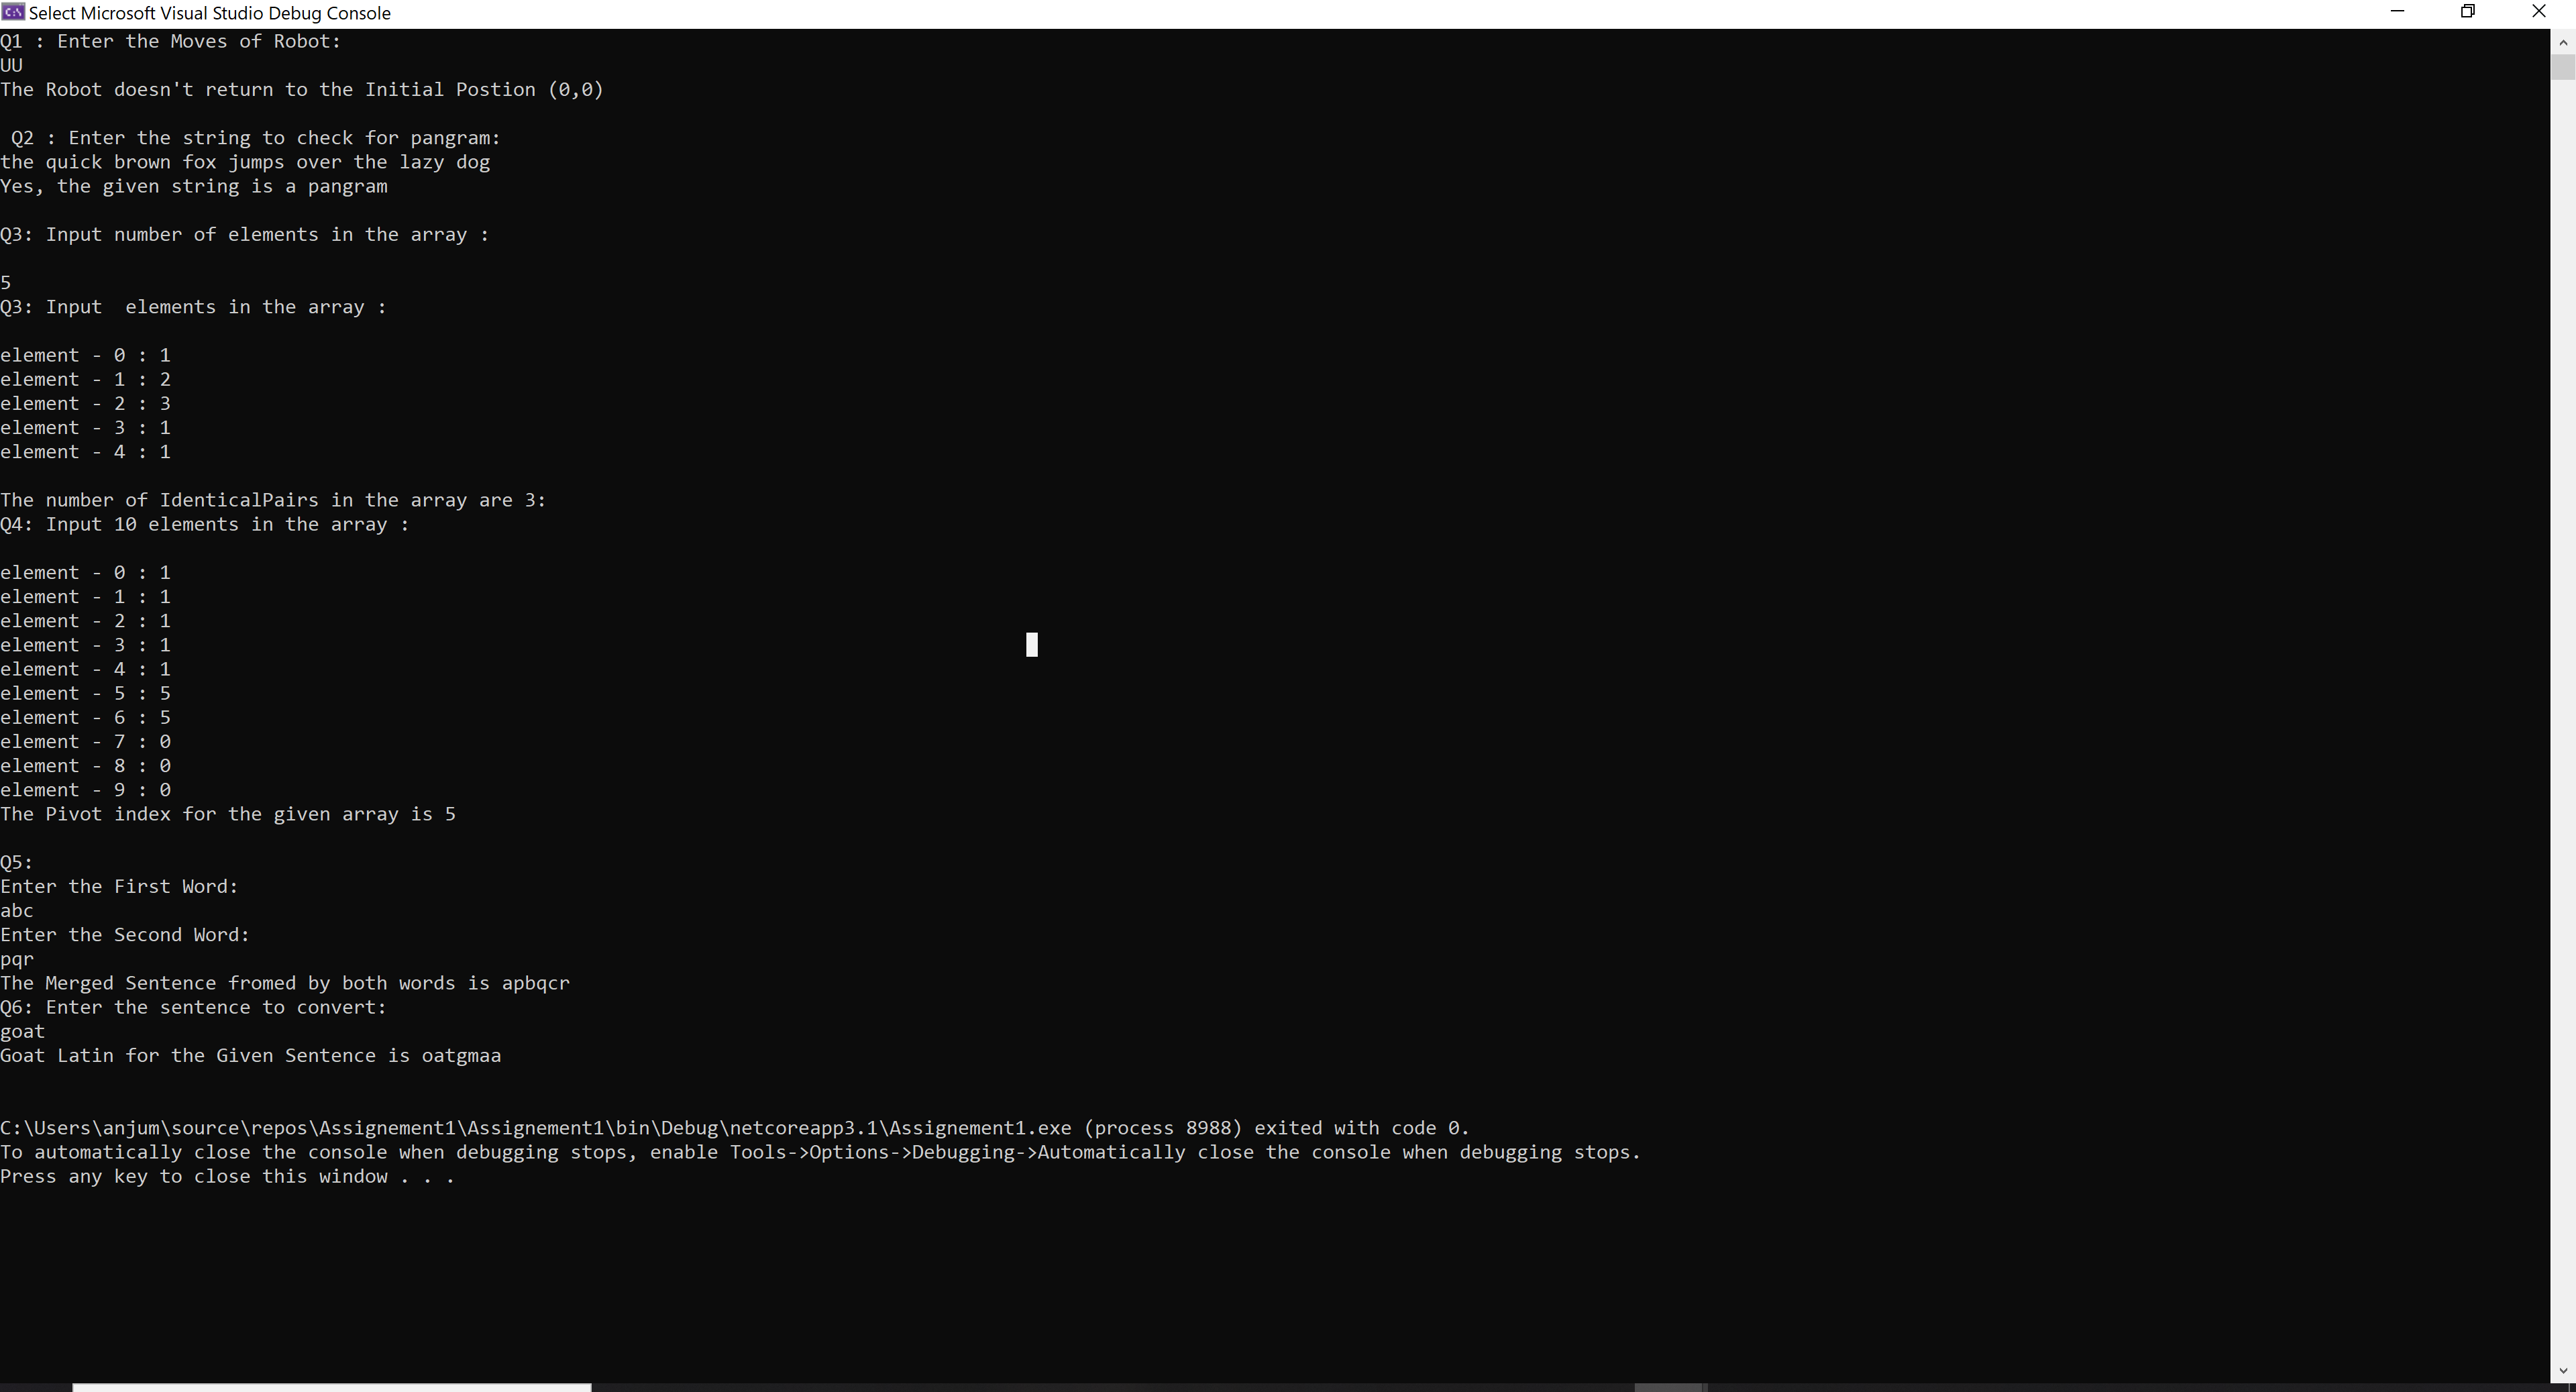 Select Microsoft Visual Studio Debug Console
Q1 : Enter the Moves of Robot:
UU
The Robot doesn't return to the Initial Postion (0,0)
Q2 : Enter the string to check for pangram:
the quick brown fox jumps over the lazy dog
Yes, the given string is a pangram
Q3: Input number of elements in the array :
5
Q3: Input  elements in the array :
element - 0 : 1
element - 1 : 2
element - 2 : 3
element - 3 : 1
element - 4 : 1
The number of IdenticalPairs in the array are 3:
Q4: Input 10 elements in the array :
element - 0 : 1
element - 1 : 1
element - 2 : 1
element - 3 : 1
element - 4 : 1
element - 5 : 5
element - 6 : 5
element - 7 : 0
element - 8 : 0
element - 9 : 0
The Pivot index for the given array is 5
Q5:
Enter the First Word:
abc
Enter the Second Word:
pqr
The Merged Sentence fromed by both words is apbqcr
Q6: Enter the sentence to convert:
goat
Goat Latin for the Given Sentence is oatgmaa
C:\Users\anjum\source\repos\Assignement1\Assignement1\bin\Debug\netcoreapp3.1\Assignement1.exe (process 8988) exited with code 0.
To automatically close the console when debugging stops, enable Tools->Options->Debugging->Automatically close the console when debugging stops.
Press any key to close this window . . .